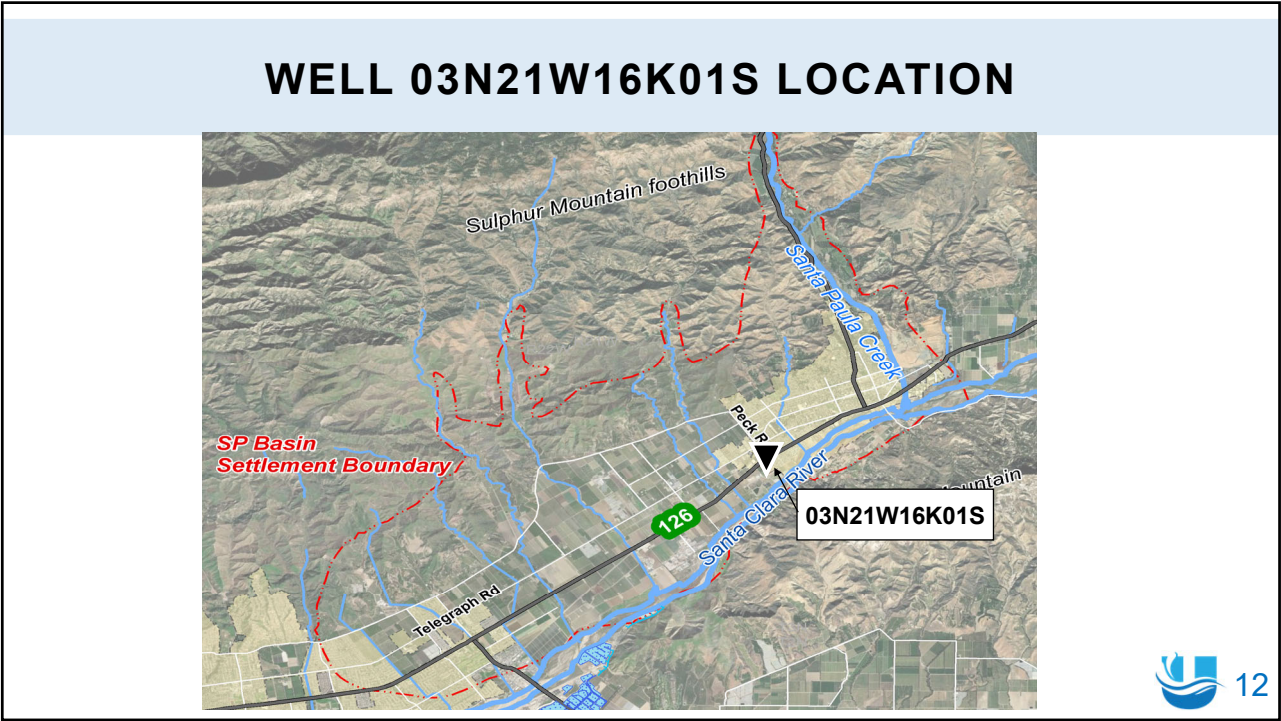 WELL 03N21W16K01S LOCATION
Sulphur Mountain foothills
Santa Paula Creek
Peck R
SP Basin
Settlement Boundary
03N21W16K01S
126
Santa Clara River
Telegraph Rd
12